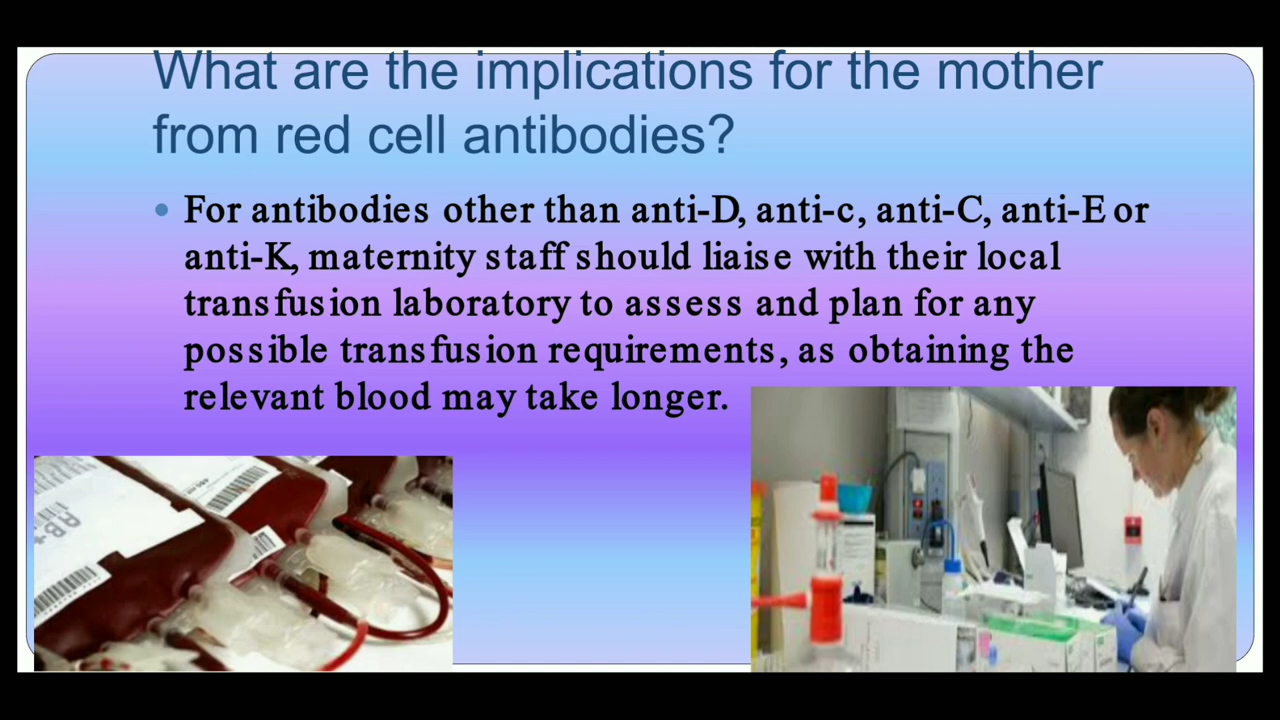 What are the implications for the mother
from red cell antibodies?
• For antibodies other than anti-D, anti-c, anti-C, anti-E or
anti-K, maternity staff should liaise with their local
transfusion laboratory to assess and plan for any
possible transfusion requirements, as obtaining the
relevant blood may take longer.
AB+